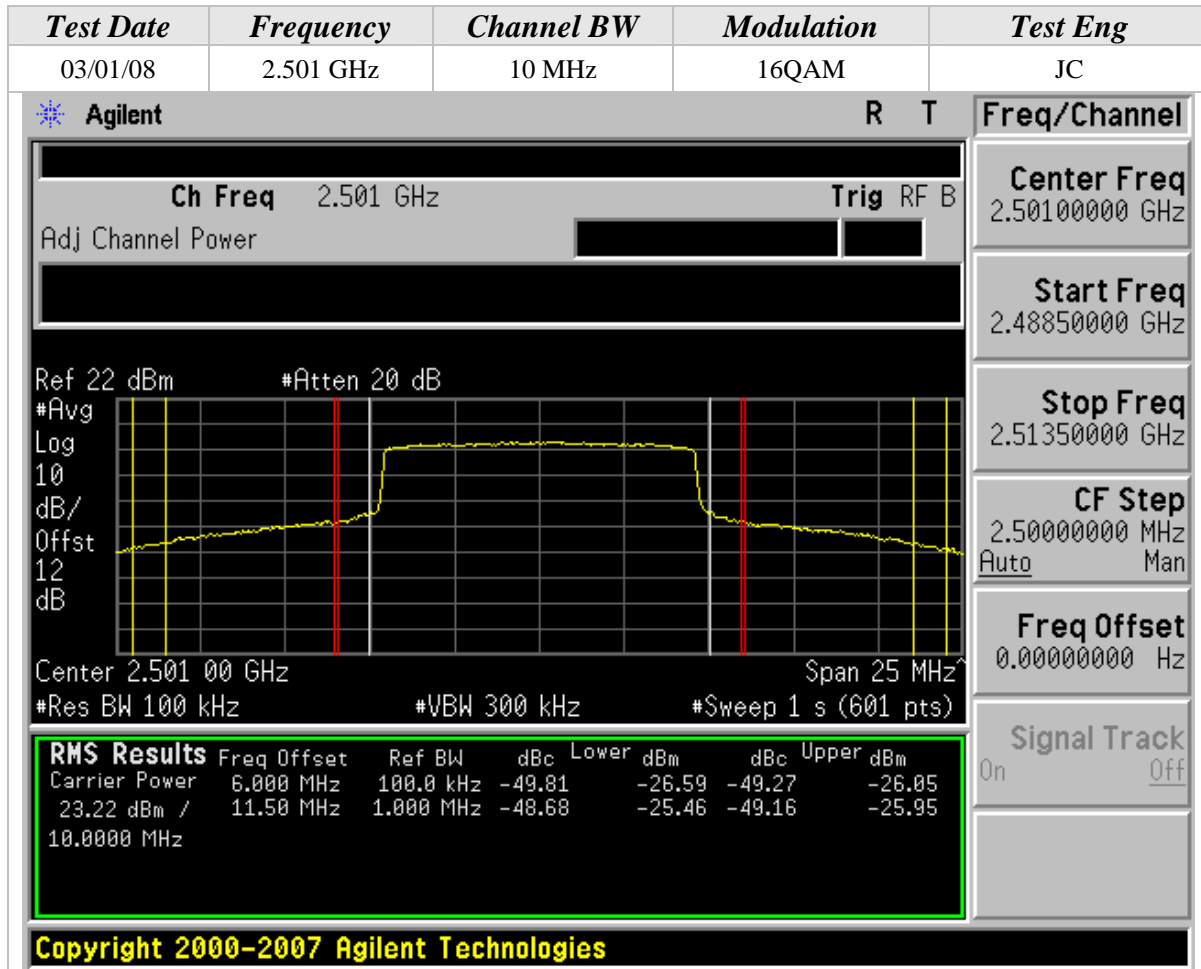 Test Date Frequency Channel BW Modulation Test Eng
03/01/08 2.501 GHz 10 MHz 16QAM JC
Agilent R T Freq/Channel
Ch Freq 2.501 GHz Trig RF B
Adj Channel Power
Center Freq
2.50100000 GHz
Start Freq
2.48850000 GHz
Stop Freq
2.51350000 GHz
CF Step
2.50000000 MHz
Auto Man
Freq Offset
0.00000000 Hz
Signal Track
On Off
Ref 22 dBm #Atten 20 dB
#Avg
Log
10
dB/
Offst
12
dB
Center 2.501 00 GHz Span 25 MHz^
#Res BW 100 kHz #VBW 300 kHz #Sweep 1 s (601 pts)
RMS Results Freq Offset Ref BW dBc Lower dBm dBc Upper dBm
Carrier Power 6.000 MHz 100.0 kHz -49.81 -26.59 -49.27 -26.05
23.22 dBm / 11.50 MHz 1.000 MHz -48.68 -25.46 -49.16 -25.95
10.0000 MHz
Copyright 2000-2007 Agilent Technologies